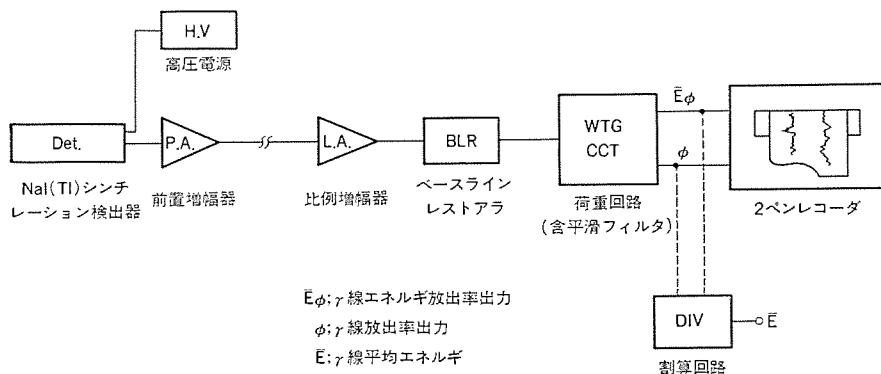 H.V
高圧電源
Det.
NaI(Tl)シンチ
レーション検出器
P.A.
前置増幅器
L.A.
比例増幅器
BLR
ベースライン
レストアラ
WTG
CCT
荷重回路
(含平滑フィルタ)
Ēφ
φ
2ペンレコーダ
Ēφ;γ線エネルギ放出率出力
φ;γ線放出率出力
Ē;γ線平均エネルギ
DIV
Ē
割算回路